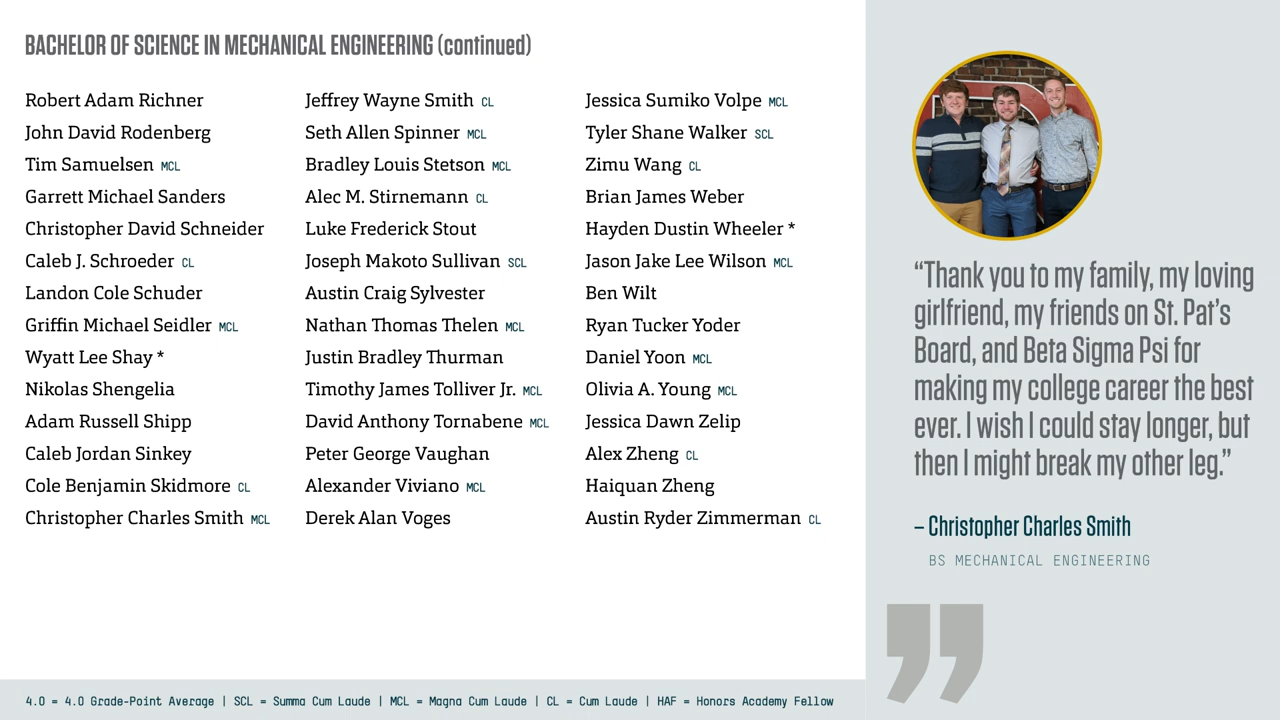 BACHELOR OF SCIENCE IN MECHANICAL ENGINEERING (continued)
Robert Adam Richner
John David Rodenberg
Tim Samuelsen MCL
Garrett Michael Sanders
Christopher David Schneider
Caleb J. Schroeder CL
Landon Cole Schuder
Griffin Michael Seidler MCL
Wyatt Lee Shay *
Nikolas Shengelia
Adam Russell Shipp
Caleb Jordan Sinkey
Cole Benjamin Skidmore CL
Christopher Charles Smith MCL
Jeffrey Wayne Smith CL
Seth Allen Spinner MCL
Bradley Louis Stetson MCL
Alec M. Stirnemann CL
Luke Frederick Stout
Joseph Makoto Sullivan SCL
Austin Craig Sylvester
Nathan Thomas Thelen MCL
Justin Bradley Thurman
Timothy James Tolliver Jr. MCL
David Anthony Tornabene MCL
Peter George Vaughan
Alexander Viviano MCL
Derek Alan Voges
Jessica Sumiko Volpe MCL
Tyler Shane Walker SCL
Zimu Wang CL
Brian James Weber
Hayden Dustin Wheeler *
Jason Jake Lee Wilson MCL
Ben Wilt
Ryan Tucker Yoder
Daniel Yoon MCL
Olivia A. Young MCL
Jessica Dawn Zelip
Alex Zheng CL
Haiquan Zheng
Austin Ryder Zimmerman CL
“Thank you to my family, my loving
girlfriend, my friends on St. Pat’s
Board, and Beta Sigma Psi for
making my college career the best
ever. I wish I could stay longer, but
then I might break my other leg.”
– Christopher Charles Smith
BS MECHANICAL ENGINEERING
4.0 = 4.0 Grade-Point Average | SCL = Summa Cum Laude | MCL = Magna Cum Laude | CL = Cum Laude | HAF = Honors Academy Fellow